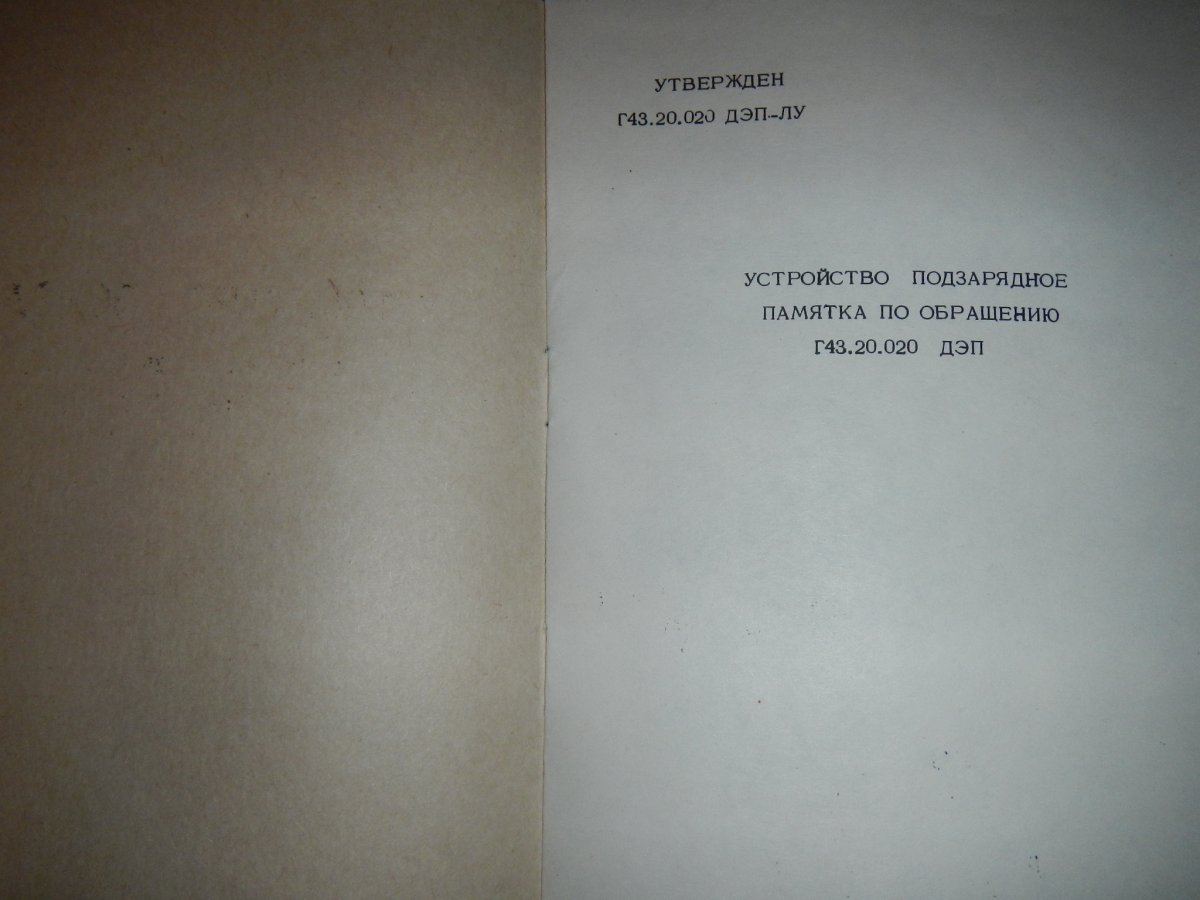 УТВЕРЖДЕН
Г43.20.020 ДЭП-ЛУ
УСТРОЙСТВО ПОДЗАРЯДНОЕ
ПАМЯТКА ПО ОБРАЩЕНИЮ
Г43.20.020 ДЭП